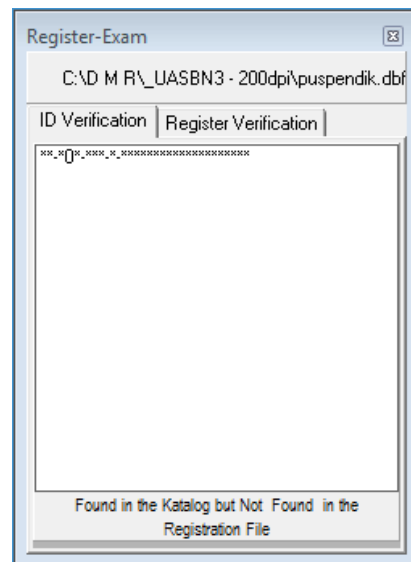 Register-Exam
C:\D M R\_UASBN3 - 200dpi\puspendik.dbf
ID Verification
Register Verification
**-*()*-***-*-********************
Found in the Katalog but Not Found in the
Registration File